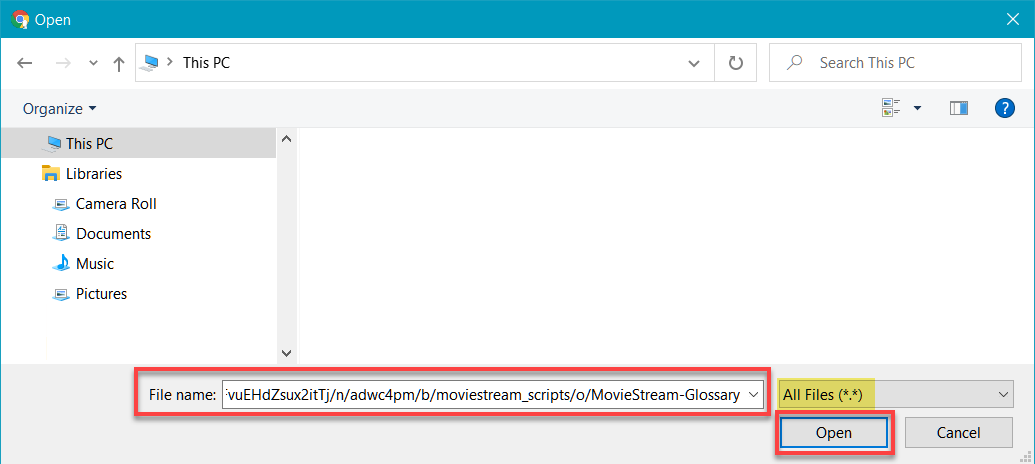 Open
This PC
Search This PC
Organize
This PC
Libraries
Camera Roll
Documents
Music
Pictures
File name: vuEHdZsux2itTj/n/adwc4pm/b/moviestream_scripts/o/MovieStream-Glossary All Files (*.*)
Open Cancel